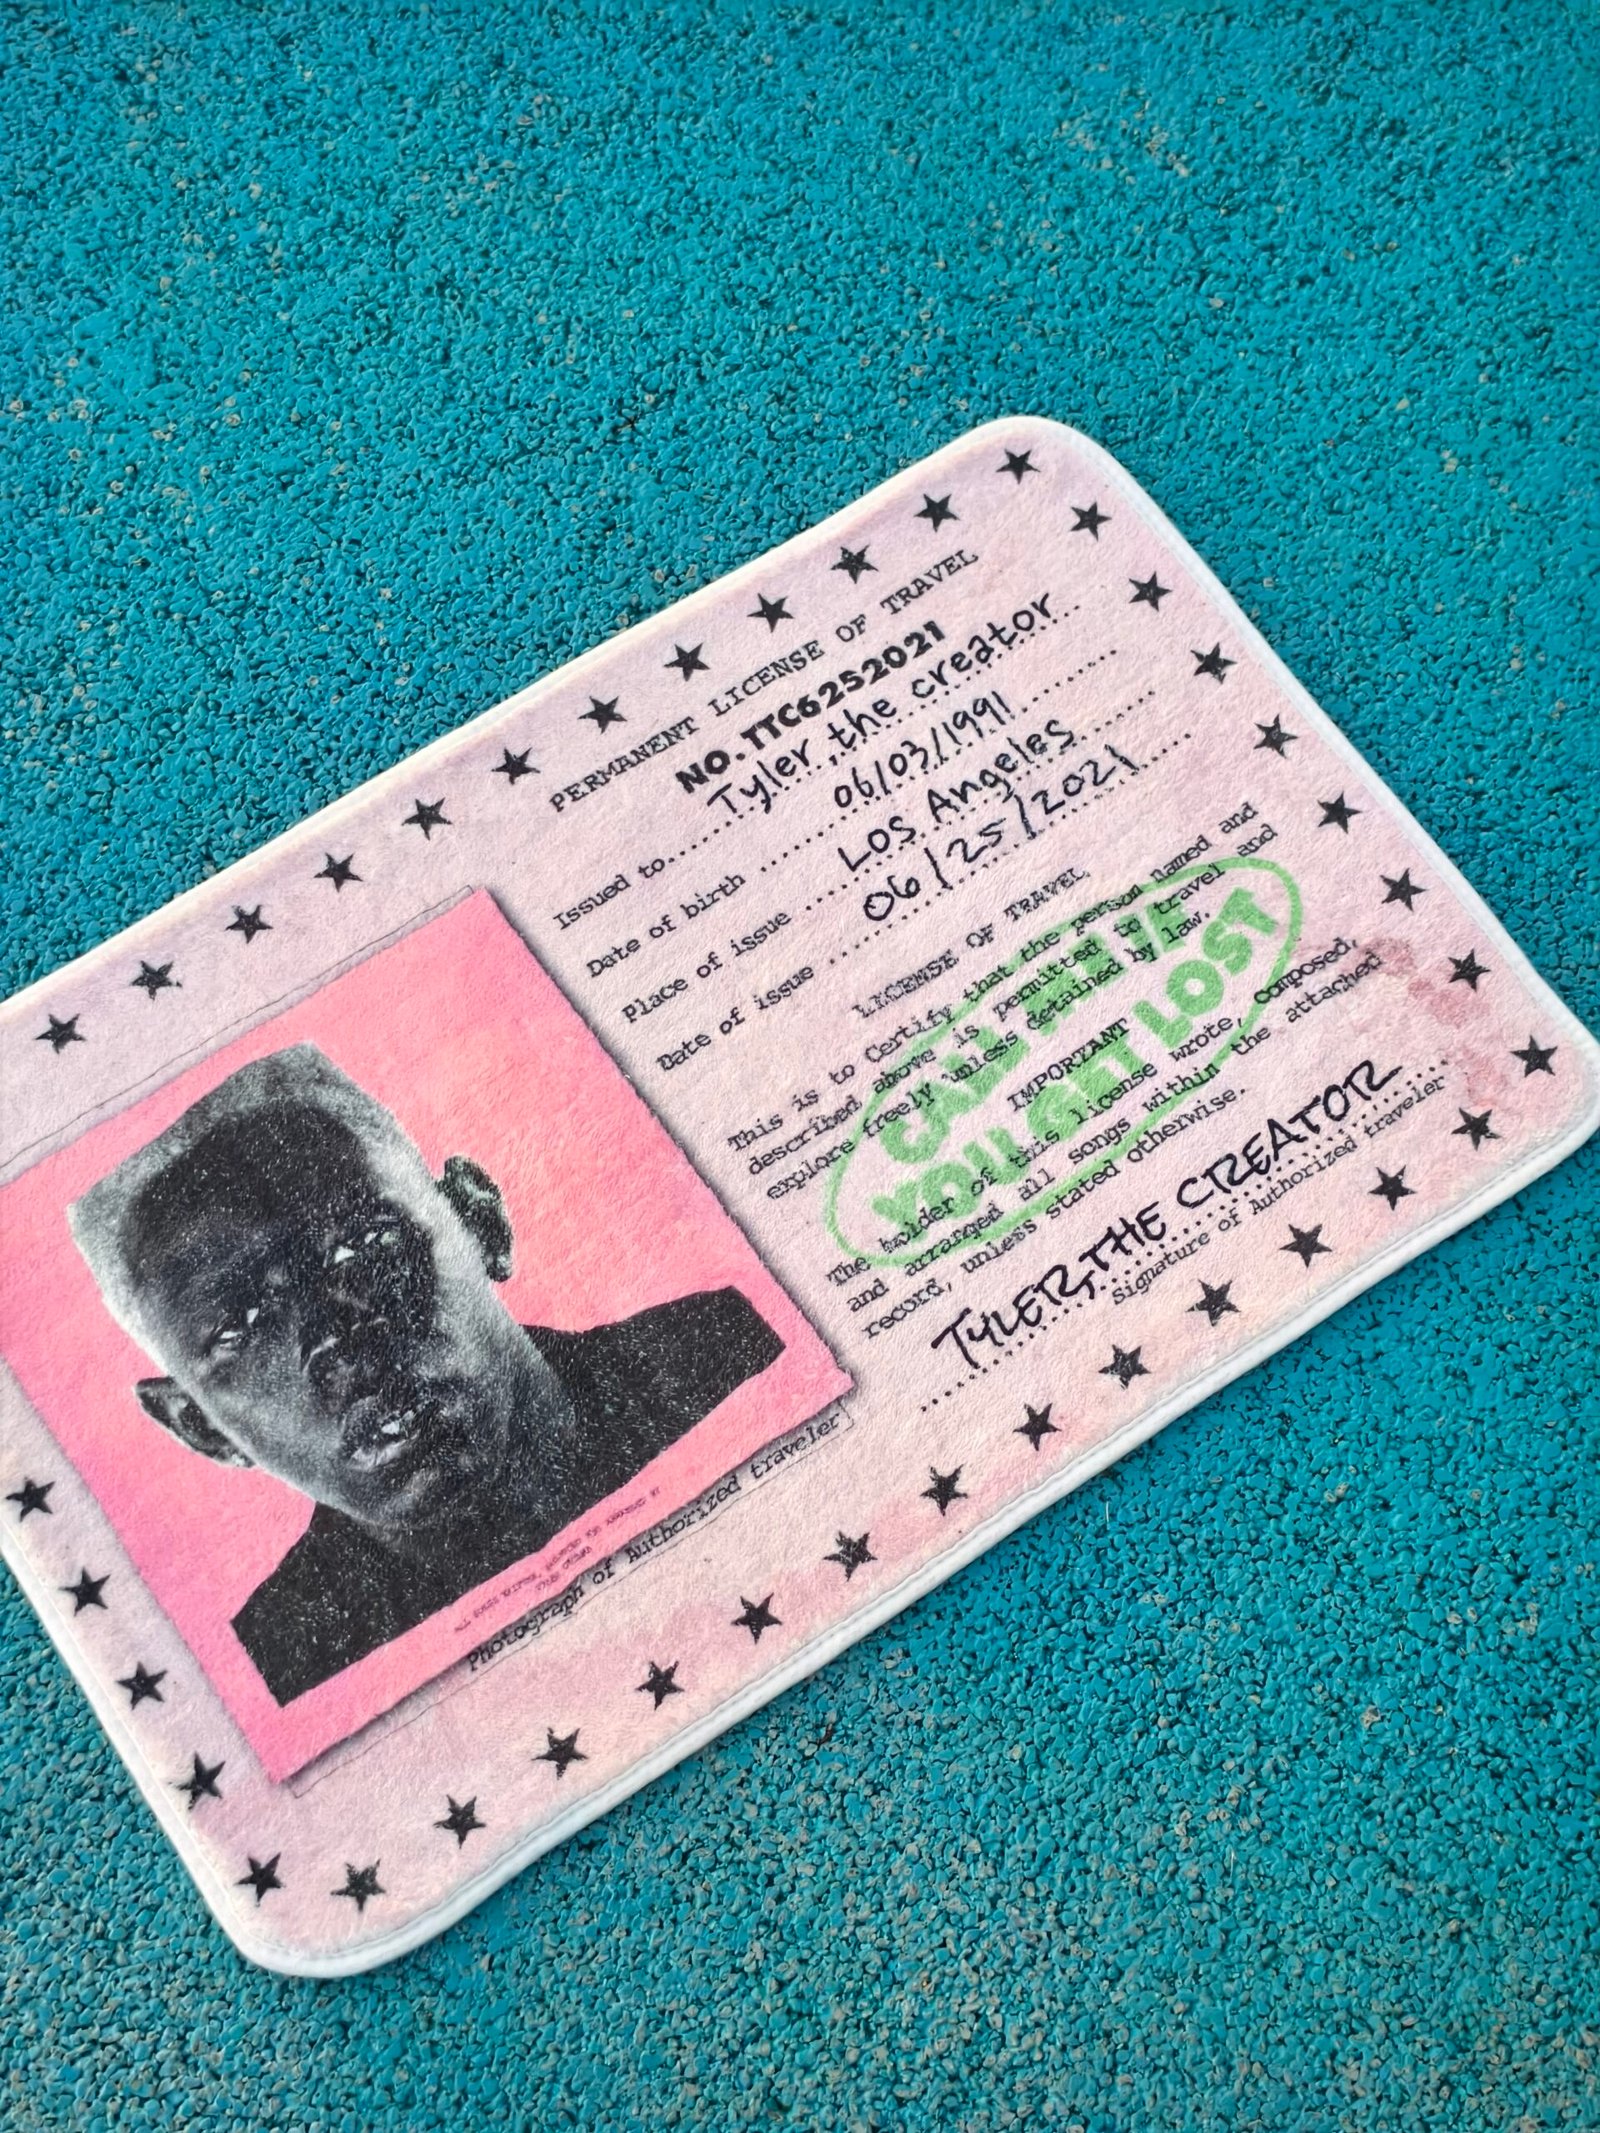 PERMANENT LICENSE OF TRAVEL
NO.TTC6252021
Issued to Tyler, the creator
Date of birth 06/03/1991
Place of issue Los Angeles
Date of issue 06/25/2021
LICENSE OF TRAVEL
This is to Certify that the person named and
described above is permitted to travel and
explore freely unless detained by law.
CALL ME IF
YOU GET LOST
IMPORTANT
The holder of this license wrote, composed,
and arranged all songs within the attached
record, unless stated otherwise.
TYLER, THE CREATOR
Signature of Authorized traveler
Photograph of Authorized traveler